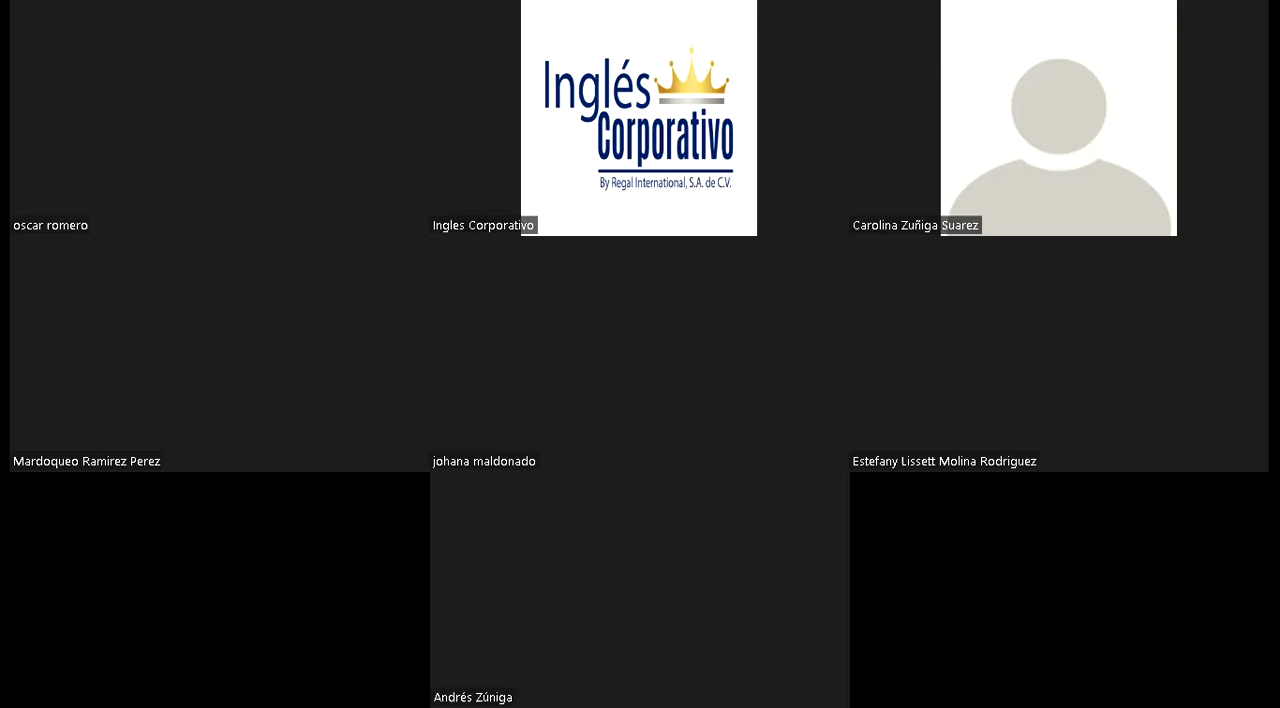 Inglés
Corporativo
By Regal International, S.A. de C.V.
oscar romero
Ingles Corporativo
Carolina Zuñiga Suarez
Mardoqueo Ramirez Perez
johana maldonado
Estefany Lissett Molina Rodriguez
Andrés Zúniga